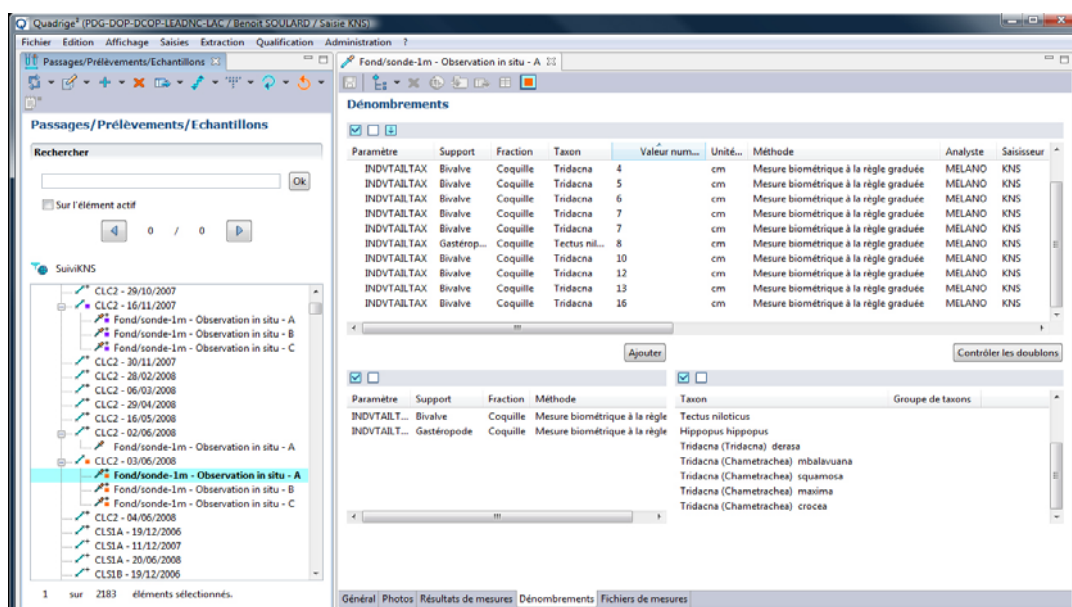 Quadrige² (PDG-DOP-DCOP-LEADNC-LAC / Benoit SOULARD / Saisie KNS)
Fichier Edition Affichage Saisies Extraction Qualification Administration ?
Passages/Prélèvements/Echantillons
Passages/Prélèvements/Echantillons
Rechercher
Ok
Sur l'élément actif
0 / 0
SuiviKNS
CLC2 - 29/10/2007
CLC2 - 16/11/2007
Fond/sonde-1m - Observation in situ - A
Fond/sonde-1m - Observation in situ - B
Fond/sonde-1m - Observation in situ - C
CLC2 - 30/11/2007
CLC2 - 28/02/2008
CLC2 - 06/03/2008
CLC2 - 29/04/2008
CLC2 - 16/05/2008
CLC2 - 02/06/2008
Fond/sonde-1m - Observation in situ - A
CLC2 - 03/06/2008
Fond/sonde-1m - Observation in situ - A
Fond/sonde-1m - Observation in situ - B
Fond/sonde-1m - Observation in situ - C
CLC2 - 04/06/2008
CLS1A - 19/12/2006
CLS1A - 11/12/2007
CLS1A - 20/06/2008
CLS1B - 19/12/2006
1 sur 2183 éléments sélectionnés.
Fond/sonde-1m - Observation in situ - A
Dénombrements
Paramètre Support Fraction Taxon Valeur num... Unité... Méthode Analyste Saisisseur
INDVTAILTAX Bivalve Coquille Tridacna 4 cm Mesure biométrique à la règle graduée MELANO KNS
INDVTAILTAX Bivalve Coquille Tridacna 5 cm Mesure biométrique à la règle graduée MELANO KNS
INDVTAILTAX Bivalve Coquille Tridacna 6 cm Mesure biométrique à la règle graduée MELANO KNS
INDVTAILTAX Bivalve Coquille Tridacna 7 cm Mesure biométrique à la règle graduée MELANO KNS
INDVTAILTAX Bivalve Coquille Tridacna 7 cm Mesure biométrique à la règle graduée MELANO KNS
INDVTAILTAX Gastérop... Coquille Tectus nil... 8 cm Mesure biométrique à la règle graduée MELANO KNS
INDVTAILTAX Bivalve Coquille Tridacna 10 cm Mesure biométrique à la règle graduée MELANO KNS
INDVTAILTAX Bivalve Coquille Tridacna 12 cm Mesure biométrique à la règle graduée MELANO KNS
INDVTAILTAX Bivalve Coquille Tridacna 13 cm Mesure biométrique à la règle graduée MELANO KNS
INDVTAILTAX Bivalve Coquille Tridacna 16 cm Mesure biométrique à la règle graduée MELANO KNS
Ajouter Contrôler les doublons
Paramètre Support Fraction Méthode
INDVTAILT... Bivalve Coquille Mesure biométrique à la règle
INDVTAILT... Gastéropode Coquille Mesure biométrique à la règle
Taxon Groupe de taxons
Tectus niloticus
Hippopus hippopus
Tridacna (Tridacna) derasa
Tridacna (Chametrachea) mbalavuana
Tridacna (Chametrachea) squamosa
Tridacna (Chametrachea) maxima
Tridacna (Chametrachea) crocea
Général Photos Résultats de mesures Dénombrements Fichiers de mesures